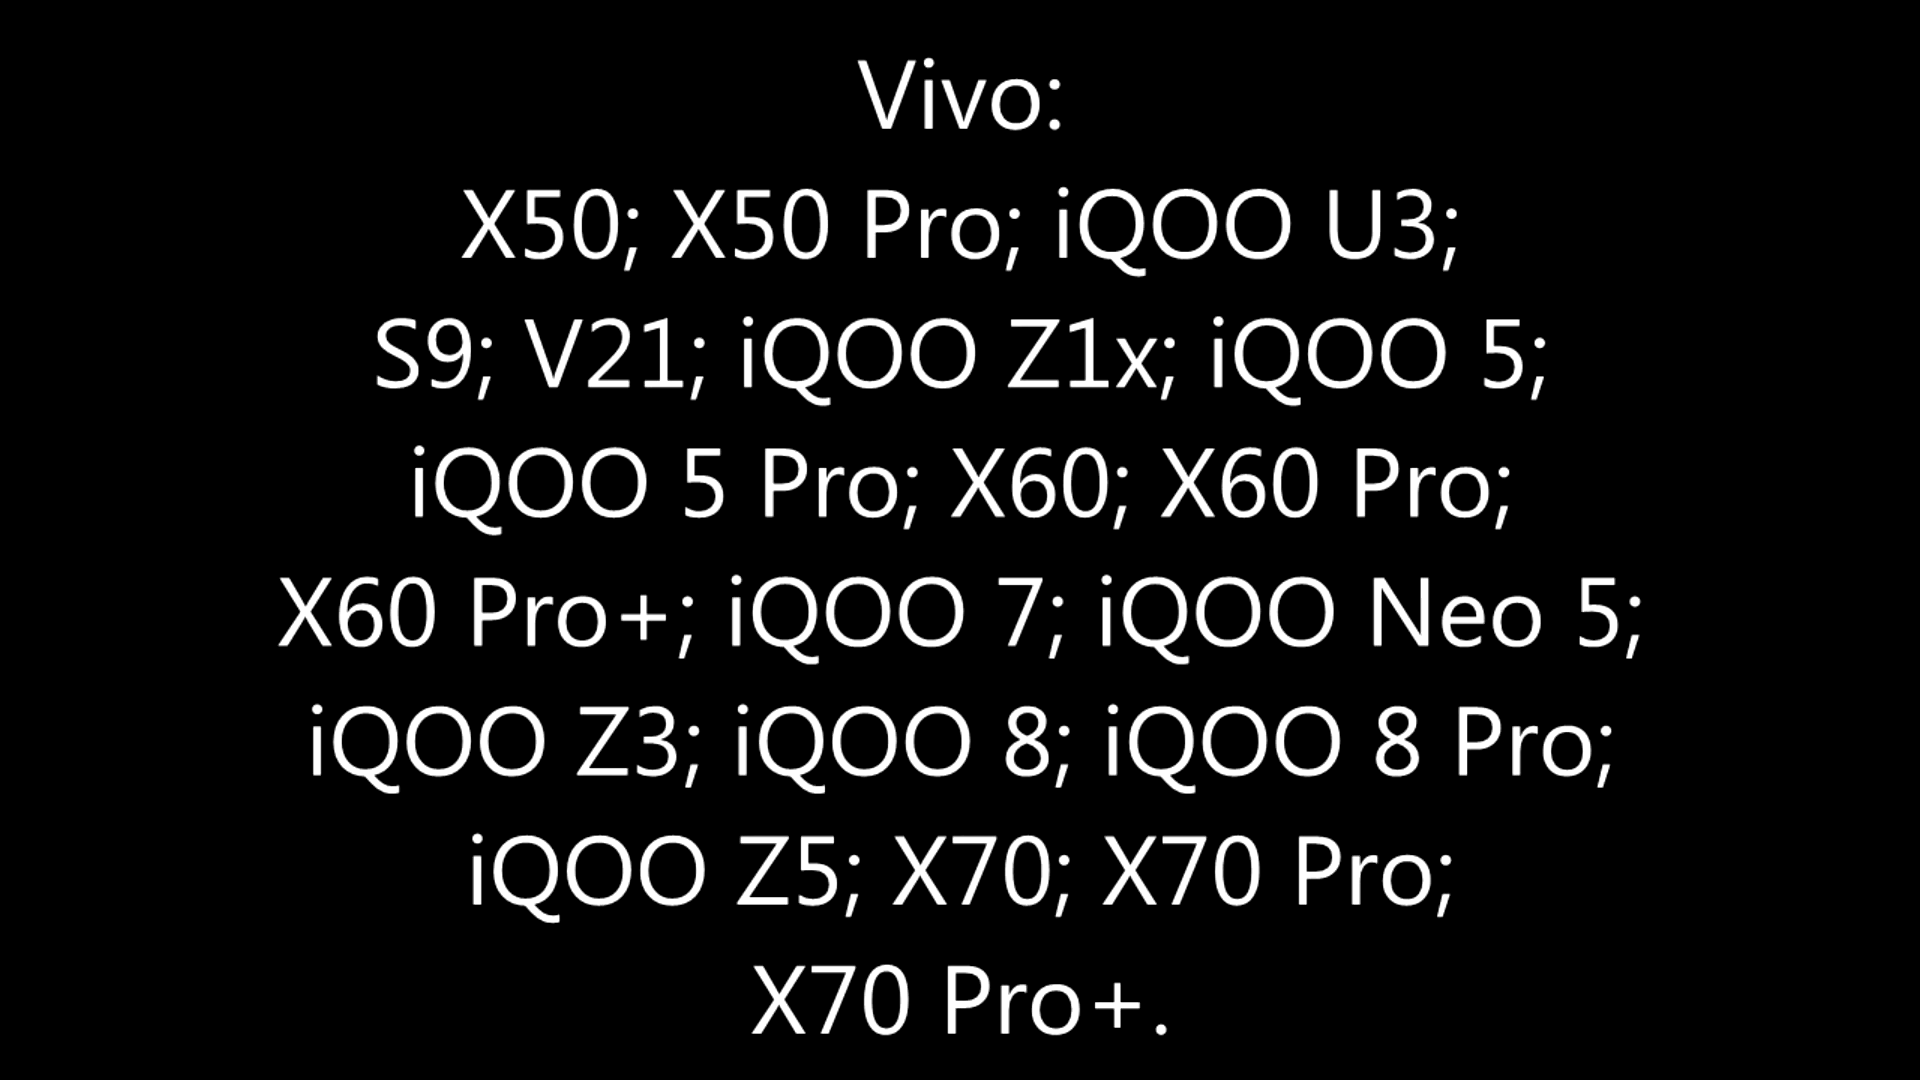 Vivo:
X50; X50 Pro; iQOO U3;
S9; V21; iQOO Z1x; iQOO 5;
iQOO 5 Pro; X60; X60 Pro;
X60 Pro+; iQOO 7; iQOO Neo 5;
iQOO Z3; iQOO 8; iQOO 8 Pro;
iQOO Z5; X70; X70 Pro;
X70 Pro+.